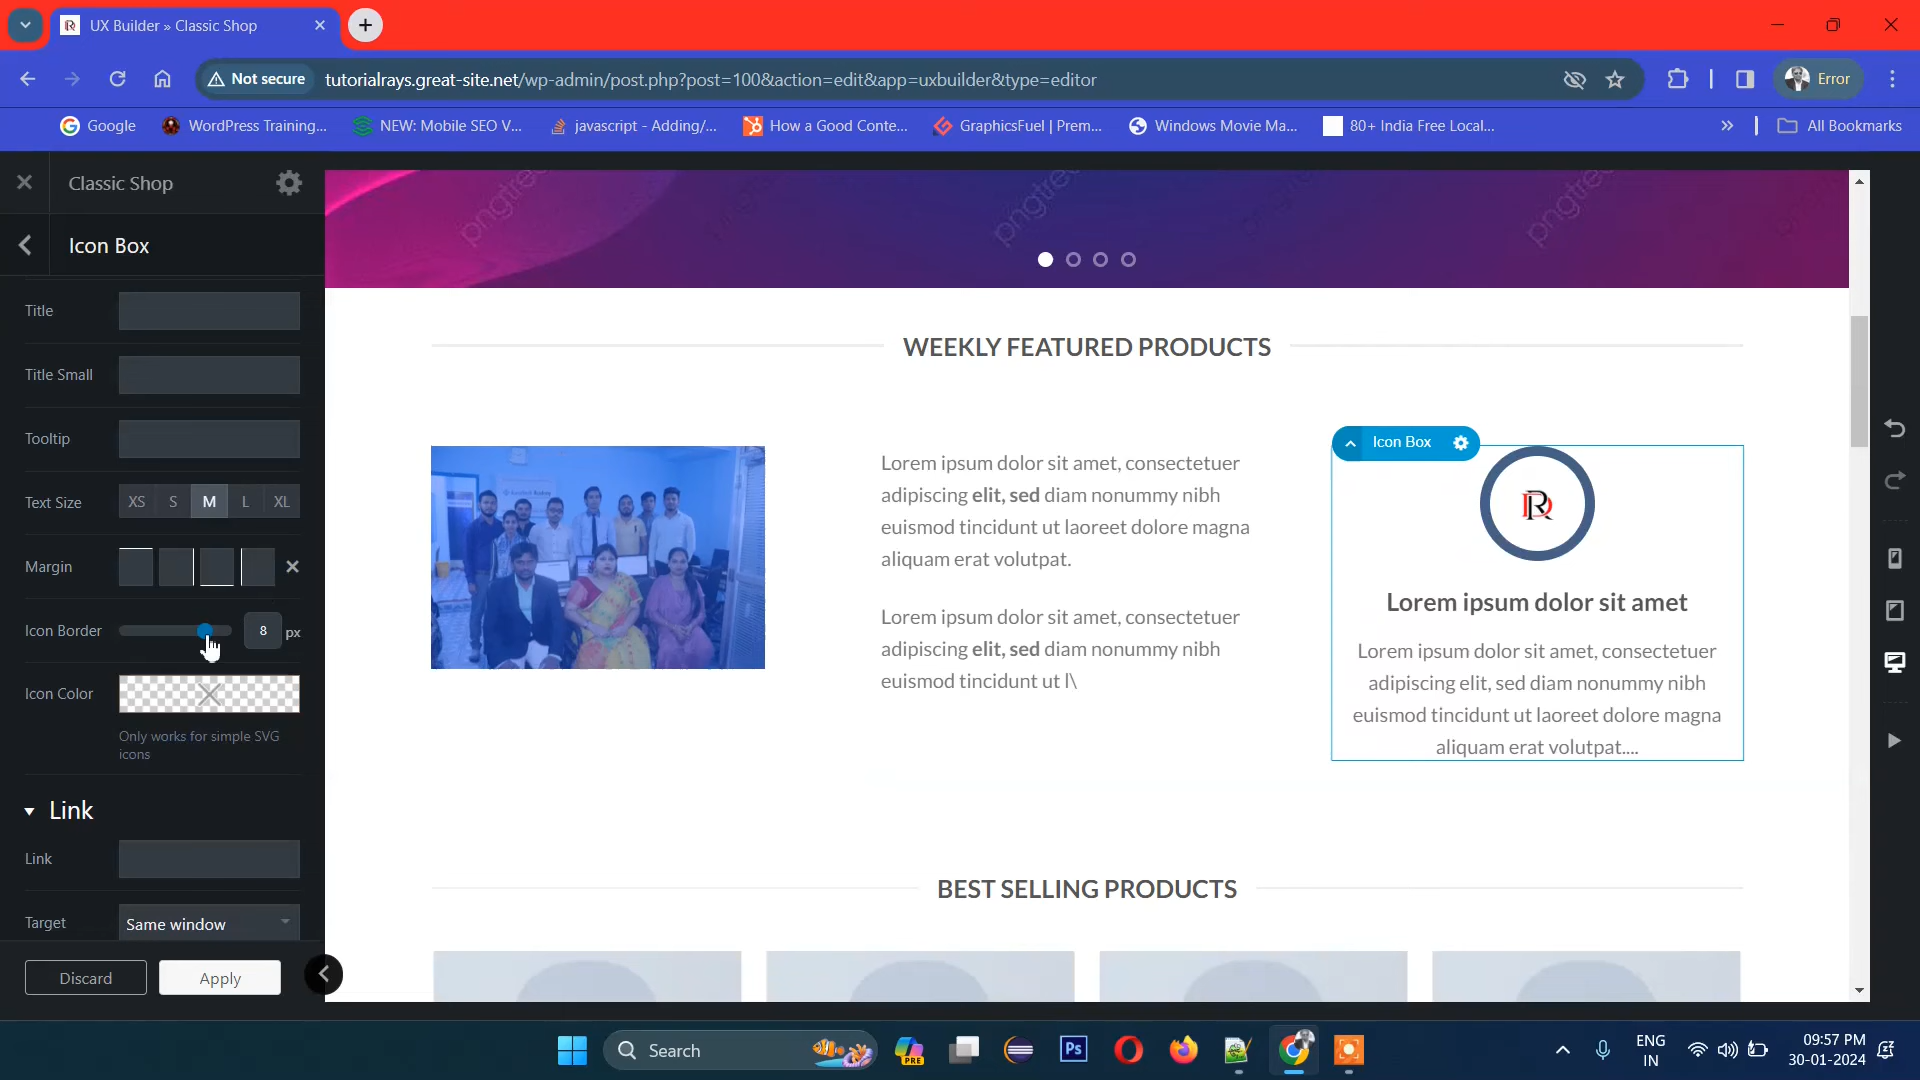 UX Builder » Classic Shop
Not secure
tutorialrays.great-site.net/wp-admin/post.php?post=100&action=edit&app=uxbuilder&type=editor
Error
Google
WordPress Training...
NEW: Mobile SEO V...
javascript - Adding/...
How a Good Conte...
GraphicsFuel | Prem...
Windows Movie Ma...
80+ India Free Local...
All Bookmarks
Classic Shop
Icon Box
Title
Title Small
Tooltip
Text Size XS S M L XL
Margin
Icon Border 8 px
Icon Color
Only works for simple SVG
icons
Link
Link
Target Same window
Discard Apply
pngtree pngtree pngtree
WEEKLY FEATURED PRODUCTS
Lorem ipsum dolor sit amet, consectetuer
adipiscing elit, sed diam nonummy nibh
euismod tincidunt ut laoreet dolore magna
aliquam erat volutpat.
Lorem ipsum dolor sit amet, consectetuer
adipiscing elit, sed diam nonummy nibh
euismod tincidunt ut l\
Icon Box
R
Lorem ipsum dolor sit amet
Lorem ipsum dolor sit amet, consectetuer
adipiscing elit, sed diam nonummy nibh
euismod tincidunt ut laoreet dolore magna
aliquam erat volutpat....
BEST SELLING PRODUCTS
Search
PRE
Ps
ENG
IN
09:57 PM
30-01-2024